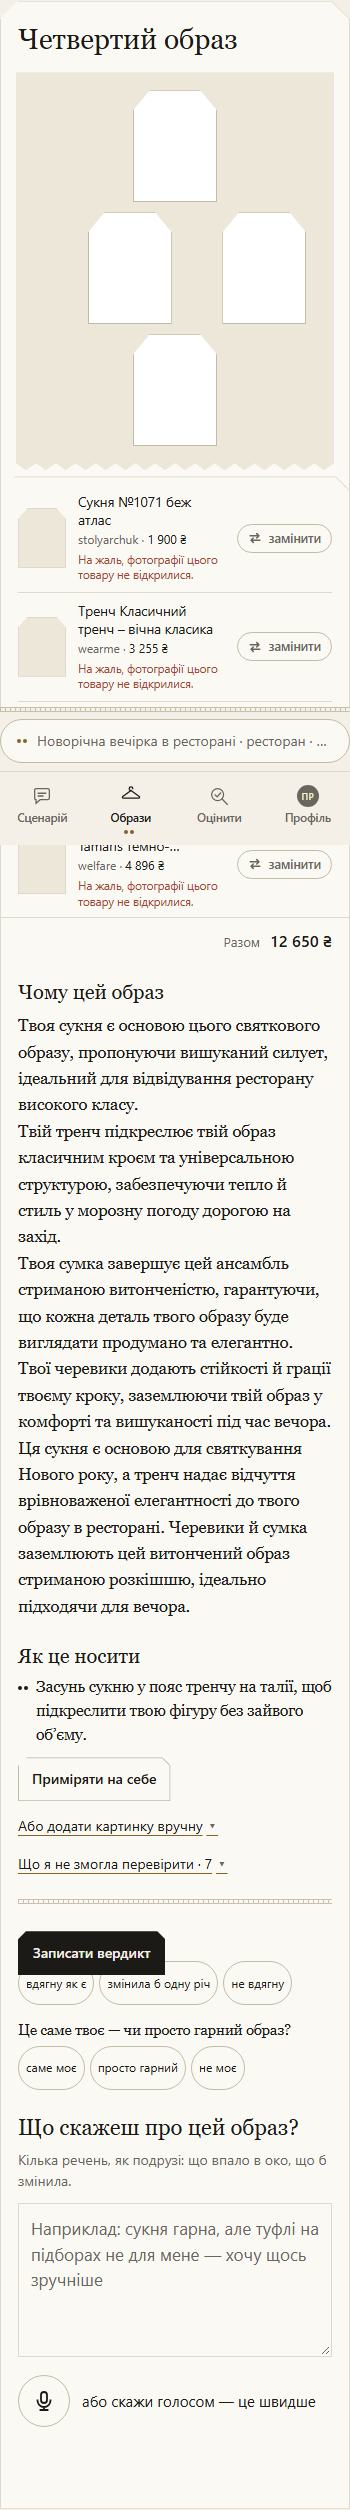 Четвертий образ
Сукня №1071 беж
атлас
stolyarchuk · 1 900 ₴
На жаль, фотографії цього
товару не відкрилися.
замінити
Тренч Класичний
тренч – вічна класика
wearme · 3 255 ₴
На жаль, фотографії цього
товару не відкрилися.
замінити
Новорічна вечірка в ресторані · ресторан · ...
Сценарій
Образи
Оцінити
ПР
Профіль
Tamaris темно-...
welfare · 4 896 ₴
На жаль, фотографії цього
товару не відкрилися.
замінити
Разом 12 650 ₴
Чому цей образ
Твоя сукня є основою цього святкового
образу, пропонуючи вишуканий силует,
ідеальний для відвідування ресторану
високого класу.
Твій тренч підкреслює твій образ
класичним кроєм та універсальною
структурою, забезпечуючи тепло й
стиль у морозну погоду дорогою на
захід.
Твоя сумка завершує цей ансамбль
стриманою витонченістю, гарантуючи,
що кожна деталь твого образу буде
виглядати продумано та елегантно.
Твої черевики додають стійкості й грації
твоєму кроку, заземлюючи твій образ у
комфорті та вишуканості під час вечора.
Ця сукня є основою для святкування
Нового року, а тренч надає відчуття
врівноваженої елегантності до твого
образу в ресторані. Черевики й сумка
заземлюють цей витончений образ
стриманою розкішшю, ідеально
підходячи для вечора.
Як це носити
Засунь сукню у пояс тренчу на талії, щоб
підкреслити твою фігуру без зайвого
об’єму.
Приміряти на себе
Або додати картинку вручну
Що я не змогла перевірити · 7
Записати вердикт
вдягну як є
змінила б одну річ
не вдягну
Це саме твоє — чи просто гарний образ?
саме моє
просто гарний
не моє
Що скажеш про цей образ?
Кілька речень, як подрузі: що впало в око, що б
змінила.
Наприклад: сукня гарна, але туфлі на
підборах не для мене — хочу щось
зручніше
або скажи голосом — це швидше